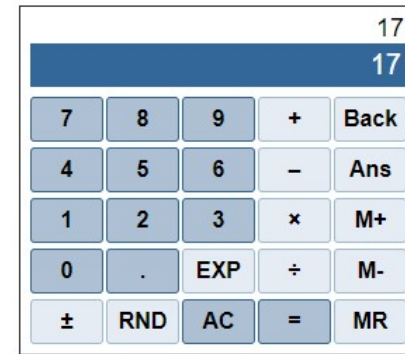 17
17
7 8 9 + Back
4 5 6 – Ans
1 2 3 × M+
0 . EXP ÷ M-
± RND AC = MR